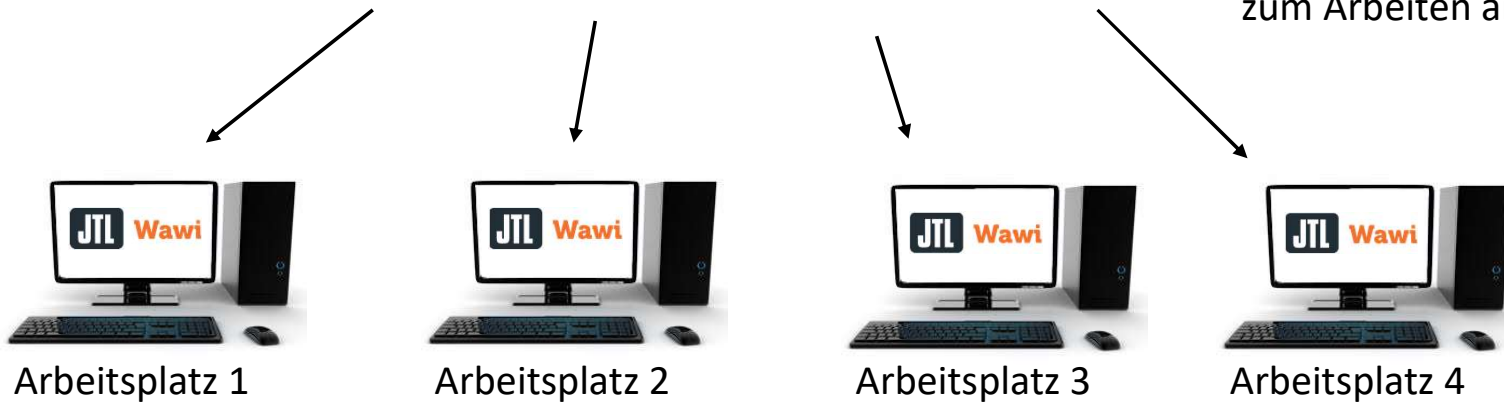 zum Arbeiten a
JTL Wawi
JTL Wawi
JTL Wawi
JTL Wawi
Arbeitsplatz 1
Arbeitsplatz 2
Arbeitsplatz 3
Arbeitsplatz 4